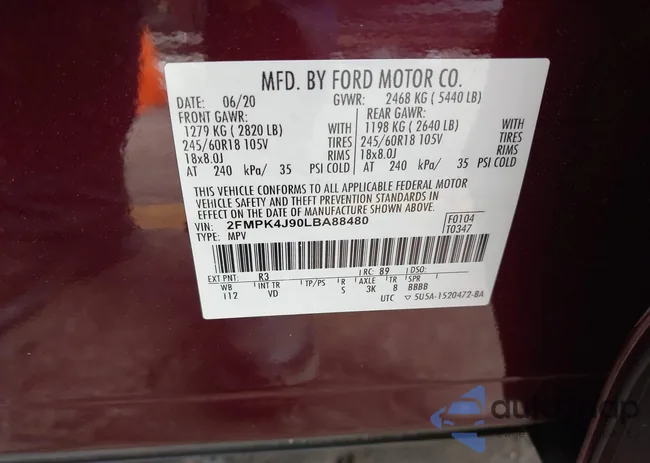 MFD. BY FORD MOTOR CO.
DATE: 06/20 GVWR: 2468 KG ( 5440 LB)
FRONT GAWR: REAR GAWR:
1279 KG ( 2820 LB) WITH 1198 KG ( 2640 LB) WITH
245/60R18 105V TIRES 245/60R18 105V TIRES
18x8.0J RIMS 18x8.0J RIMS
AT 240 kPa/ 35 PSI COLD AT 240 kPa/ 35 PSI COLD
THIS VEHICLE CONFORMS TO ALL APPLICABLE FEDERAL MOTOR
VEHICLE SAFETY AND THEFT PREVENTION STANDARDS IN
EFFECT ON THE DATE OF MANUFACTURE SHOWN ABOVE.
VIN: 2FMPK4J90LBA88480 F0104
TYPE: MPV T0347
EXT PNT: R3 RC: 89 DSO:
WB INT TR TP/PS R AXLE TR SPR
112 VD S 3K 8 BBBB
UTC ▽ 5U5A-1520472-BA